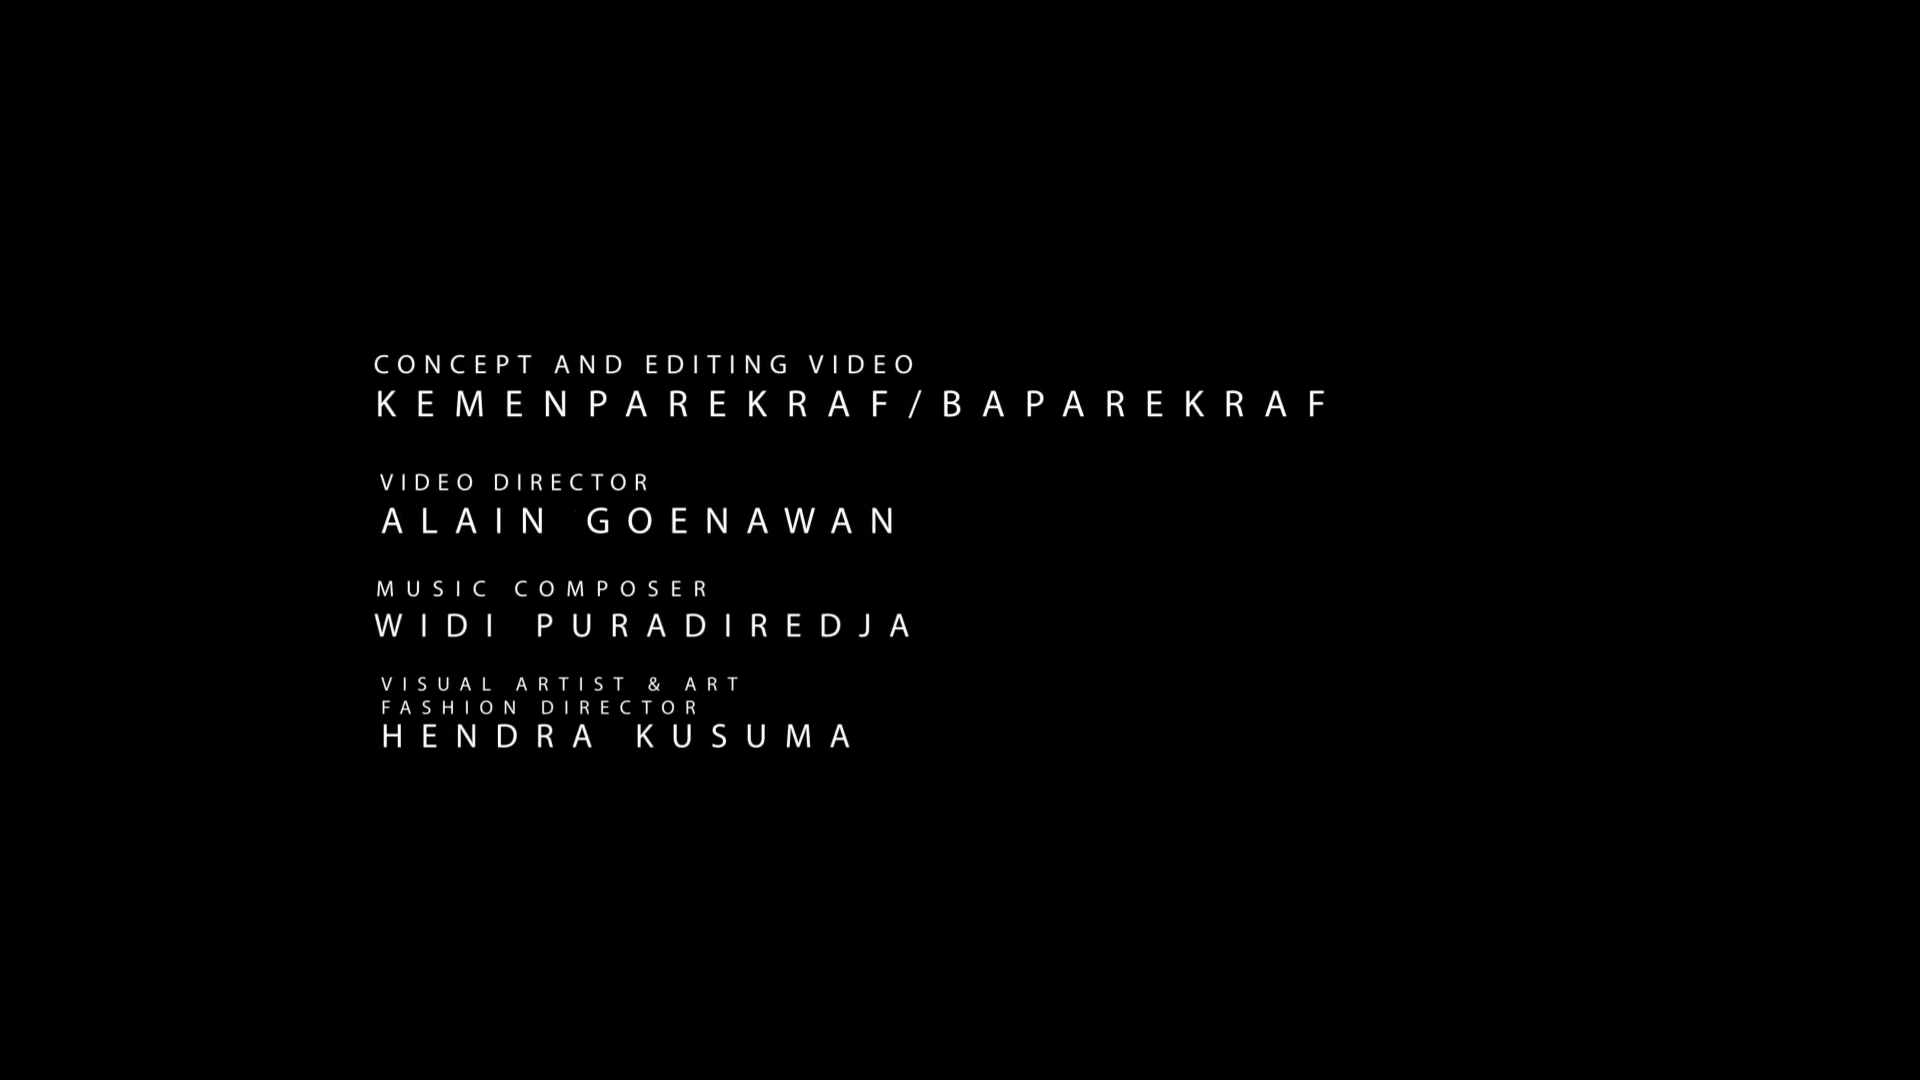 CONCEPT AND EDITING VIDEO
KEMENPAREKRAF/BAPAREKRAF
VIDEO DIRECTOR
ALAIN GOENAWAN
MUSIC COMPOSER
WIDI PURADIREDJA
VISUAL ARTIST & ART
FASHION DIRECTOR
HENDRA KUSUMA